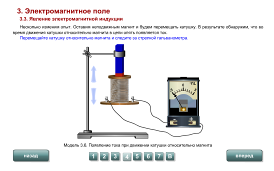 3. Электромагнитное поле
3.3. Явление электромагнитной индукции
Несколько изменим опыт. Оставим неподвижным магнит и будем перемещать катушку. В результате обнаружим, что во
время движения катушки относительно магнита в цепи опять появляется ток.
Перемещайте катушку относительно магнита и следите за стрелкой гальванометра.
Модель 3.6. Появление тока при движении катушки относительно магнита
назад
1 2 3 4 5 6 7 8
вперед